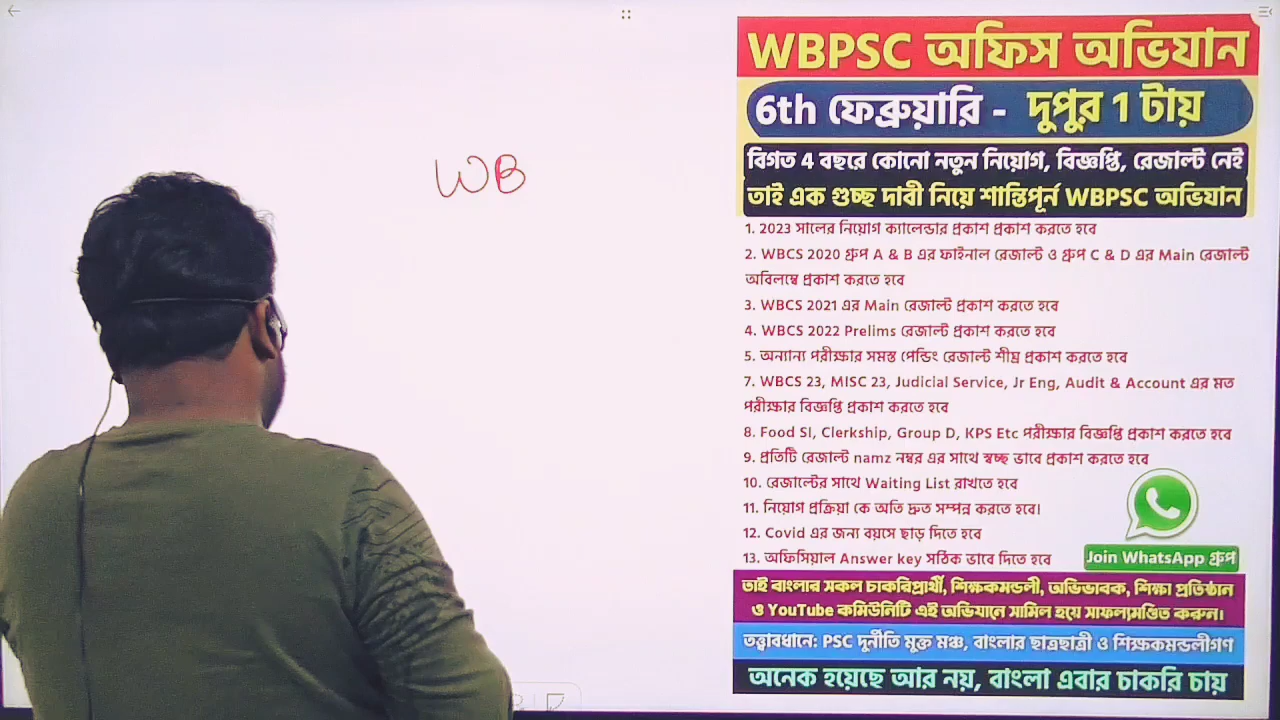 WB
WBPSC অফিস অভিযান
6th ফেব্রুয়ারি - দুপুর 1 টায়
বিগত 4 বছরে কোনো নতুন নিয়োগ, বিজ্ঞপ্তি, রেজাল্ট নেই
তাই এক গুচ্ছ দাবী নিয়ে শান্তিপূর্ন WBPSC অভিযান
1. 2023 সালের নিয়োগ ক্যালেন্ডার প্রকাশ প্রকাশ করতে হবে
2. WBCS 2020 গ্রুপ A & B এর ফাইনাল রেজাল্ট ও গ্রুপ C & D এর Main রেজাল্ট
অবিলম্বে প্রকাশ করতে হবে
3. WBCS 2021 এর Main রেজাল্ট প্রকাশ করতে হবে
4. WBCS 2022 Prelims রেজাল্ট প্রকাশ করতে হবে
5. অন্যান্য পরীক্ষার সমস্ত পেন্ডিং রেজাল্ট শীঘ্র প্রকাশ করতে হবে
7. WBCS 23, MISC 23, Judicial Service, Jr Eng, Audit & Account এর মত
পরীক্ষার বিজ্ঞপ্তি প্রকাশ করতে হবে
8. Food SI, Clerkship, Group D, KPS Etc পরীক্ষার বিজ্ঞপ্তি প্রকাশ করতে হবে
9. প্রতিটি রেজাল্ট namz নম্বর এর সাথে স্বচ্ছ ভাবে প্রকাশ করতে হবে
10. রেজাল্টের সাথে Waiting List রাখতে হবে
11. নিয়োগ প্রক্রিয়া কে অতি দ্রুত সম্পন্ন করতে হবে।
12. Covid এর জন্য বয়সে ছাড় দিতে হবে
13. অফিসিয়াল Answer key সঠিক ভাবে দিতে হবে
Join WhatsApp গ্রুপ
তাই বাংলার সকল চাকরিপ্রার্থী, শিক্ষকমন্ডলী, অভিভাবক, শিক্ষা প্রতিষ্ঠান
ও YouTube কমিউনিটি এই অভিযানে সামিল হয়ে সাফল্যমণ্ডিত করুন।
তত্ত্বাবধানে: PSC দুর্নীতি মুক্ত মঞ্চ, বাংলার ছাত্রছাত্রী ও শিক্ষকমন্ডলীগণ
অনেক হয়েছে আর নয়, বাংলা এবার চাকরি চায়